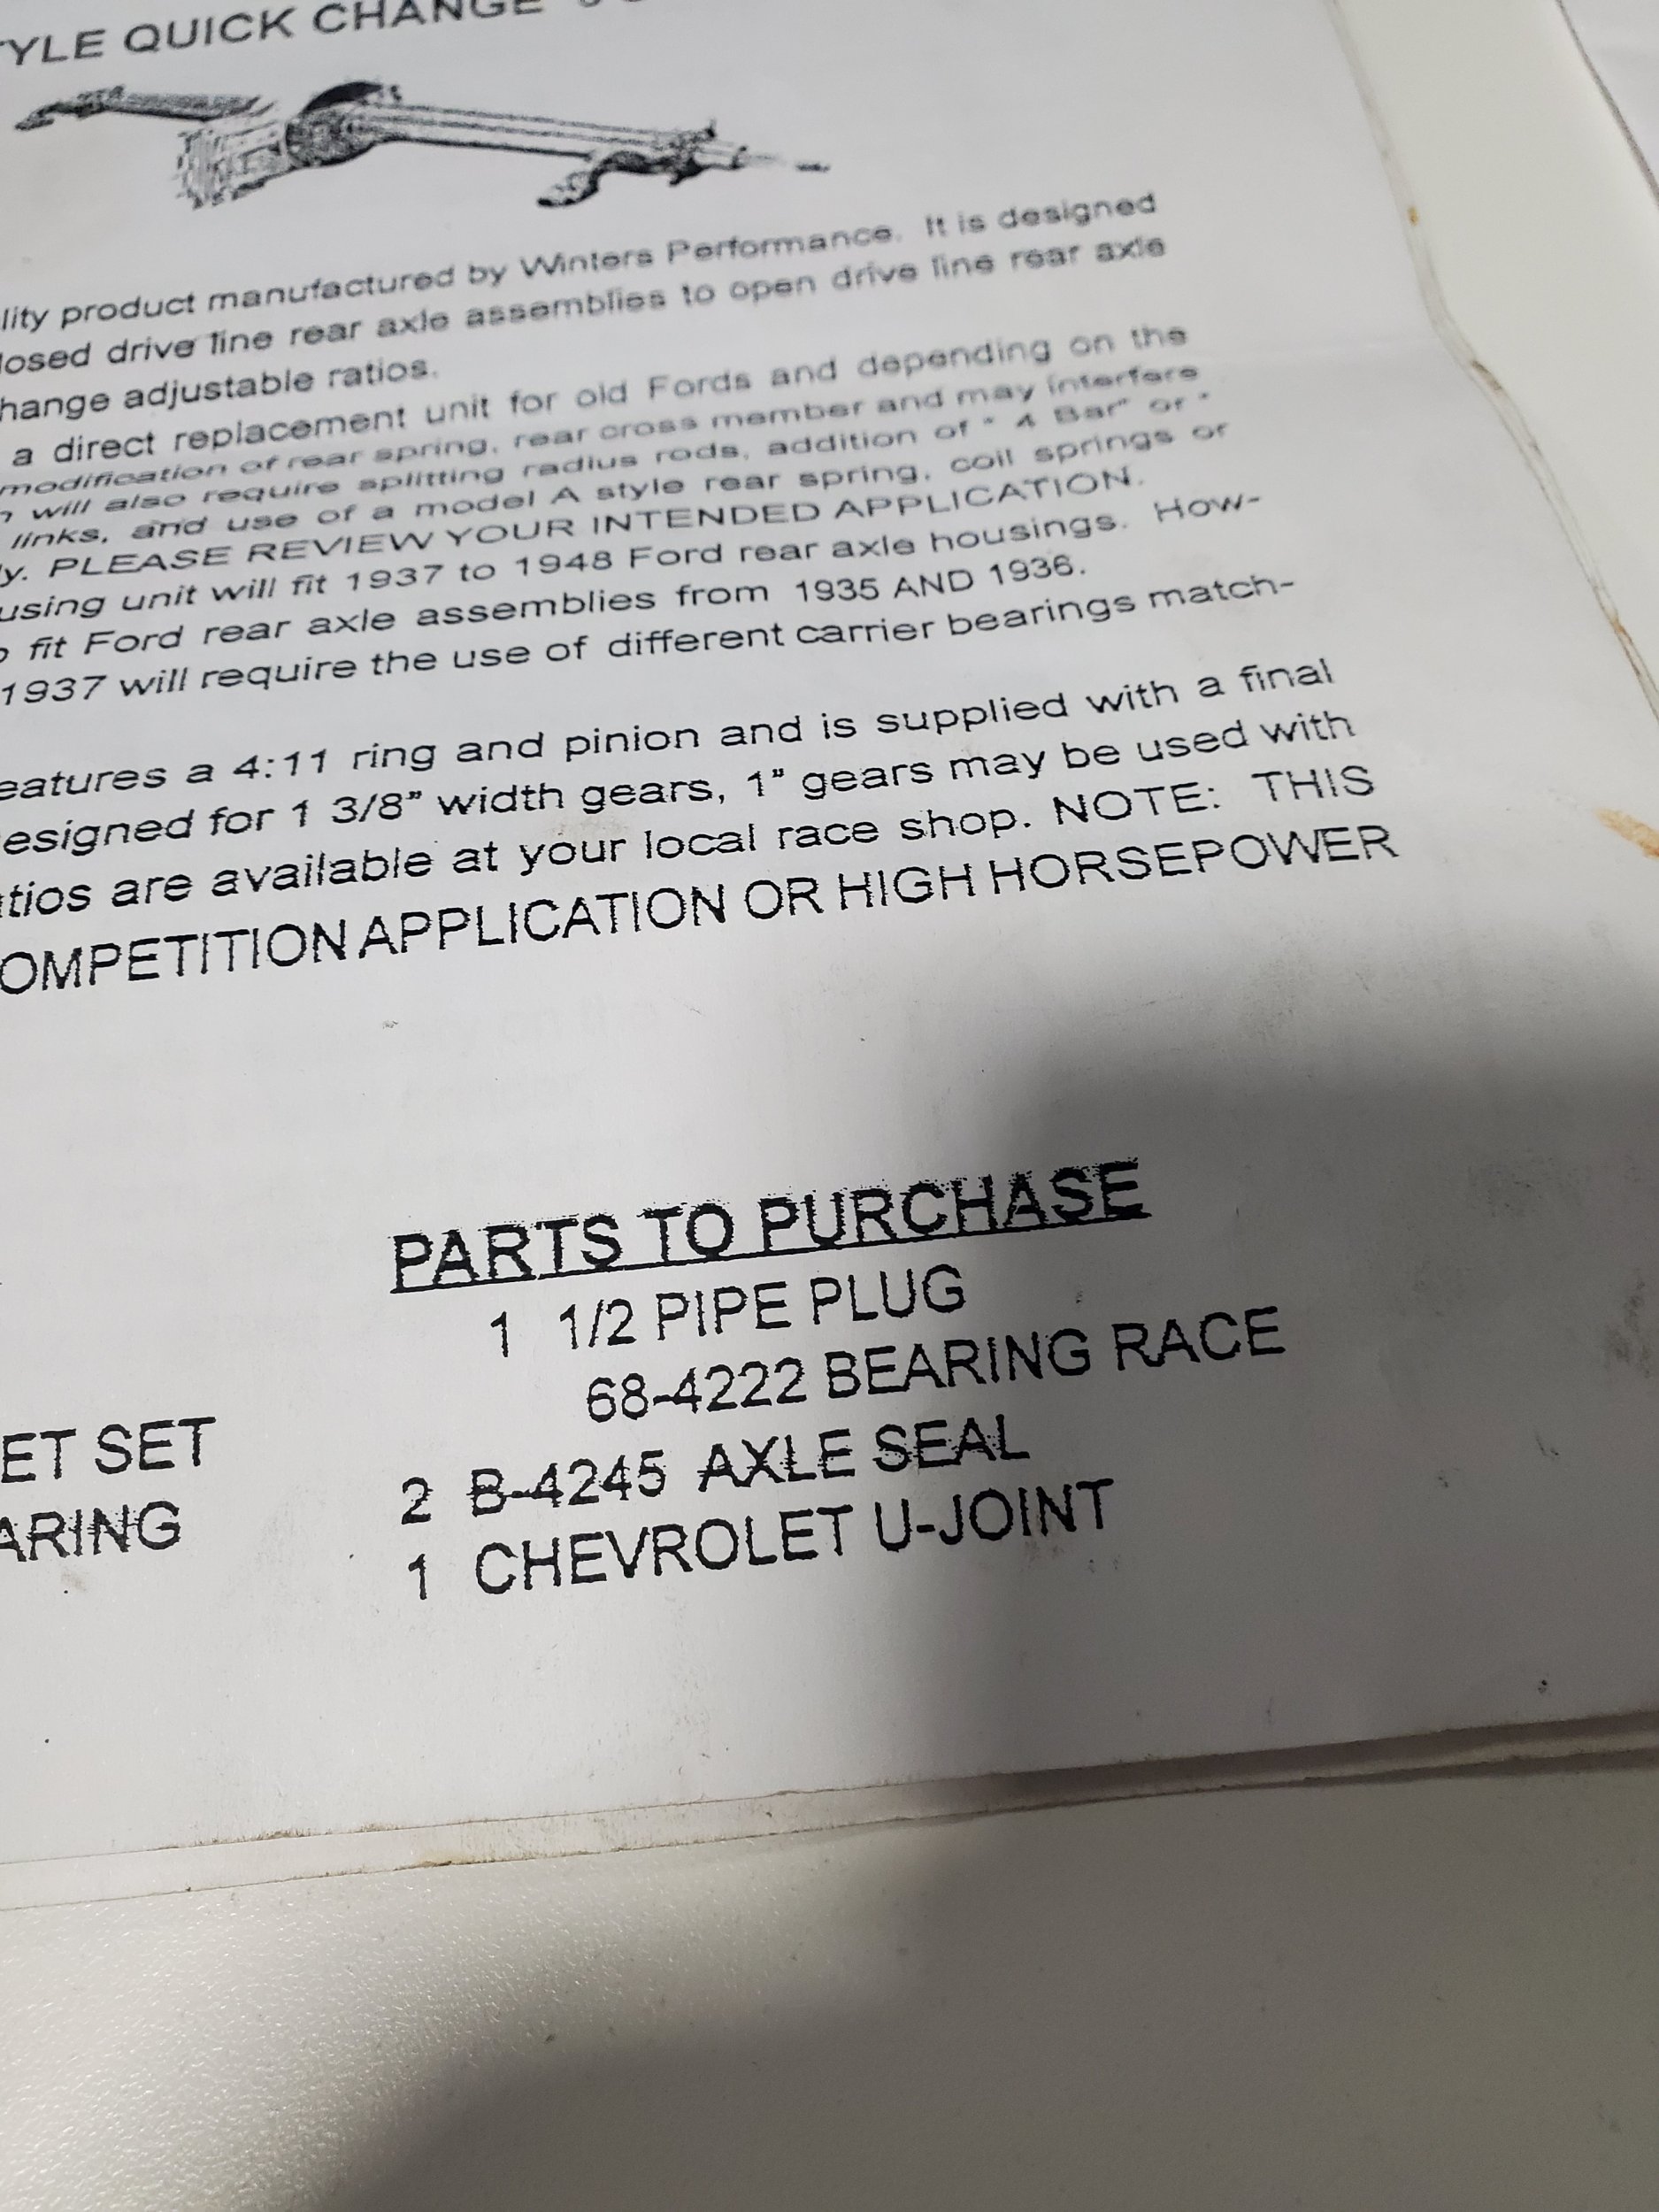 TYLE QUICK CHANGE
lity product manufactured by Winters Performance. It is designed
losed drive line rear axle assemblies to open drive line rear axle
hange adjustable ratios.
a direct replacement unit for old Fords and depending on the
modification of rear spring, rear cross member and may interfere
n will also require splitting radius rods, addition of " 4 Bar" or "
links, and use of a model A style rear spring, coil springs or
y. PLEASE REVIEW YOUR INTENDED APPLICATION.
using unit will fit 1937 to 1948 Ford rear axle housings. How-
o fit Ford rear axle assemblies from 1935 AND 1936.
1937 will require the use of different carrier bearings match-
eatures a 4:11 ring and pinion and is supplied with a final
esigned for 1 3/8" width gears, 1" gears may be used with
atios are available at your local race shop. NOTE: THIS
OMPETITION APPLICATION OR HIGH HORSEPOWER
PARTS TO PURCHASE
1 1/2 PIPE PLUG
68-4222 BEARING RACE
ET SET
2 B-4245 AXLE SEAL
ARING
1 CHEVROLET U-JOINT